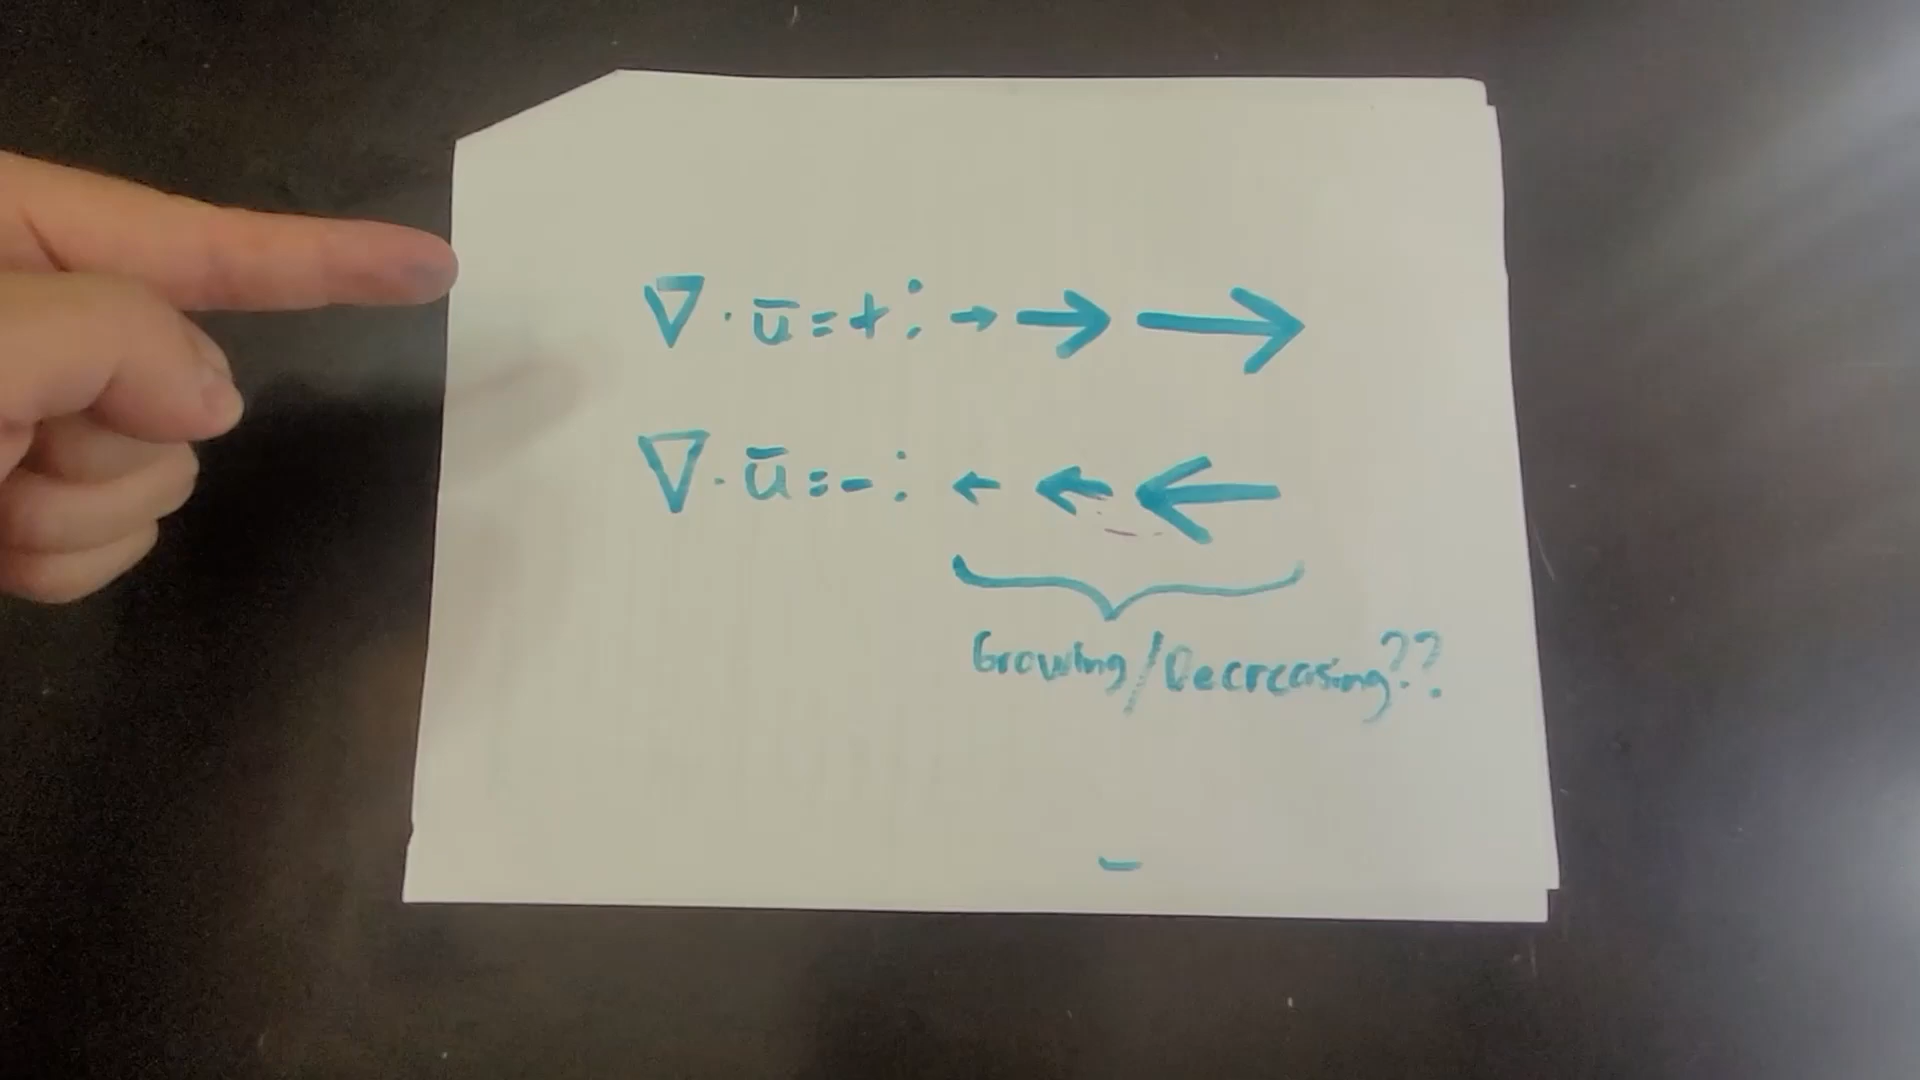 ∇ · ū = + :
∇ · ū = - :
Growing/Decreasing??